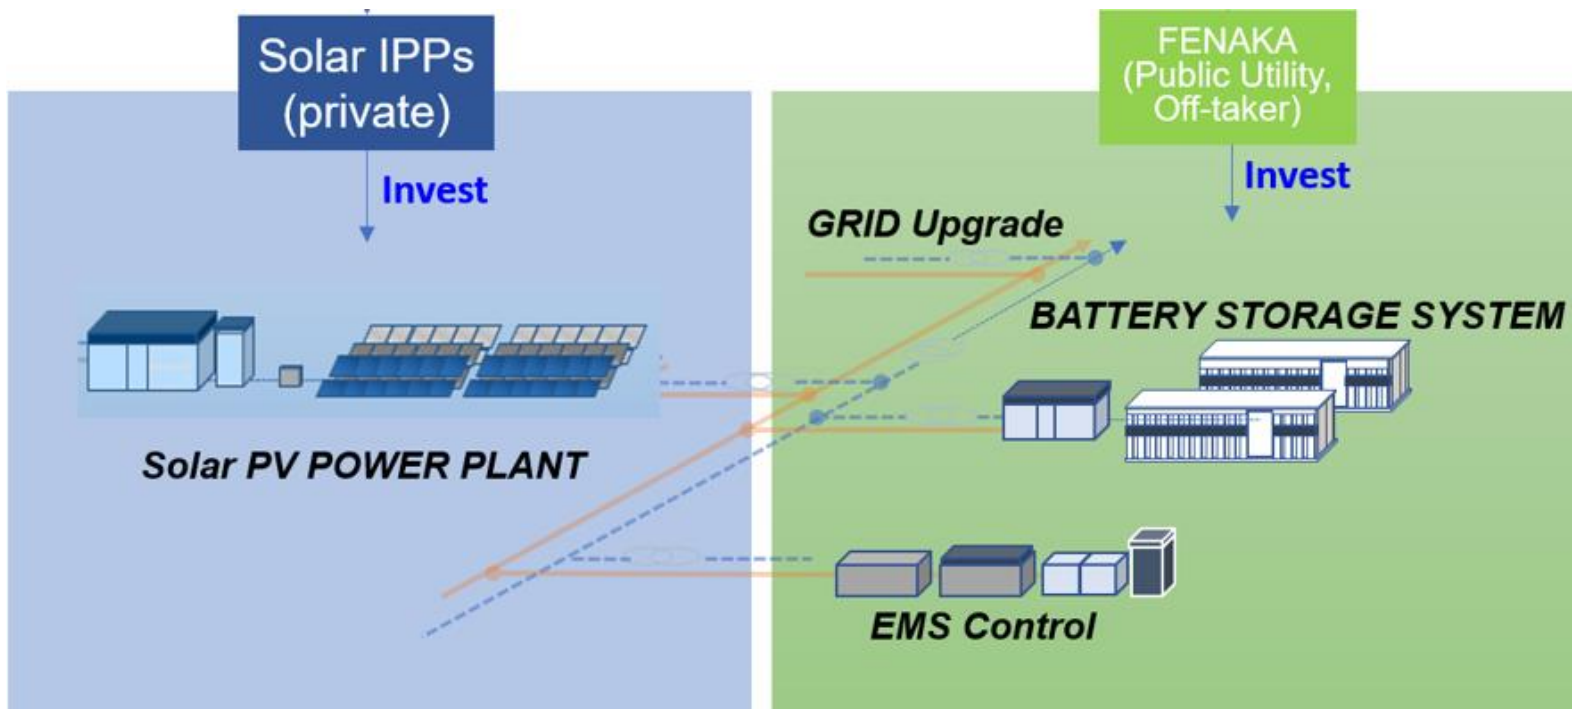 Solar IPPs
(private)
Invest
FENAKA
(Public Utility,
Off-taker)
Invest
GRID Upgrade
BATTERY STORAGE SYSTEM
Solar PV POWER PLANT
EMS Control